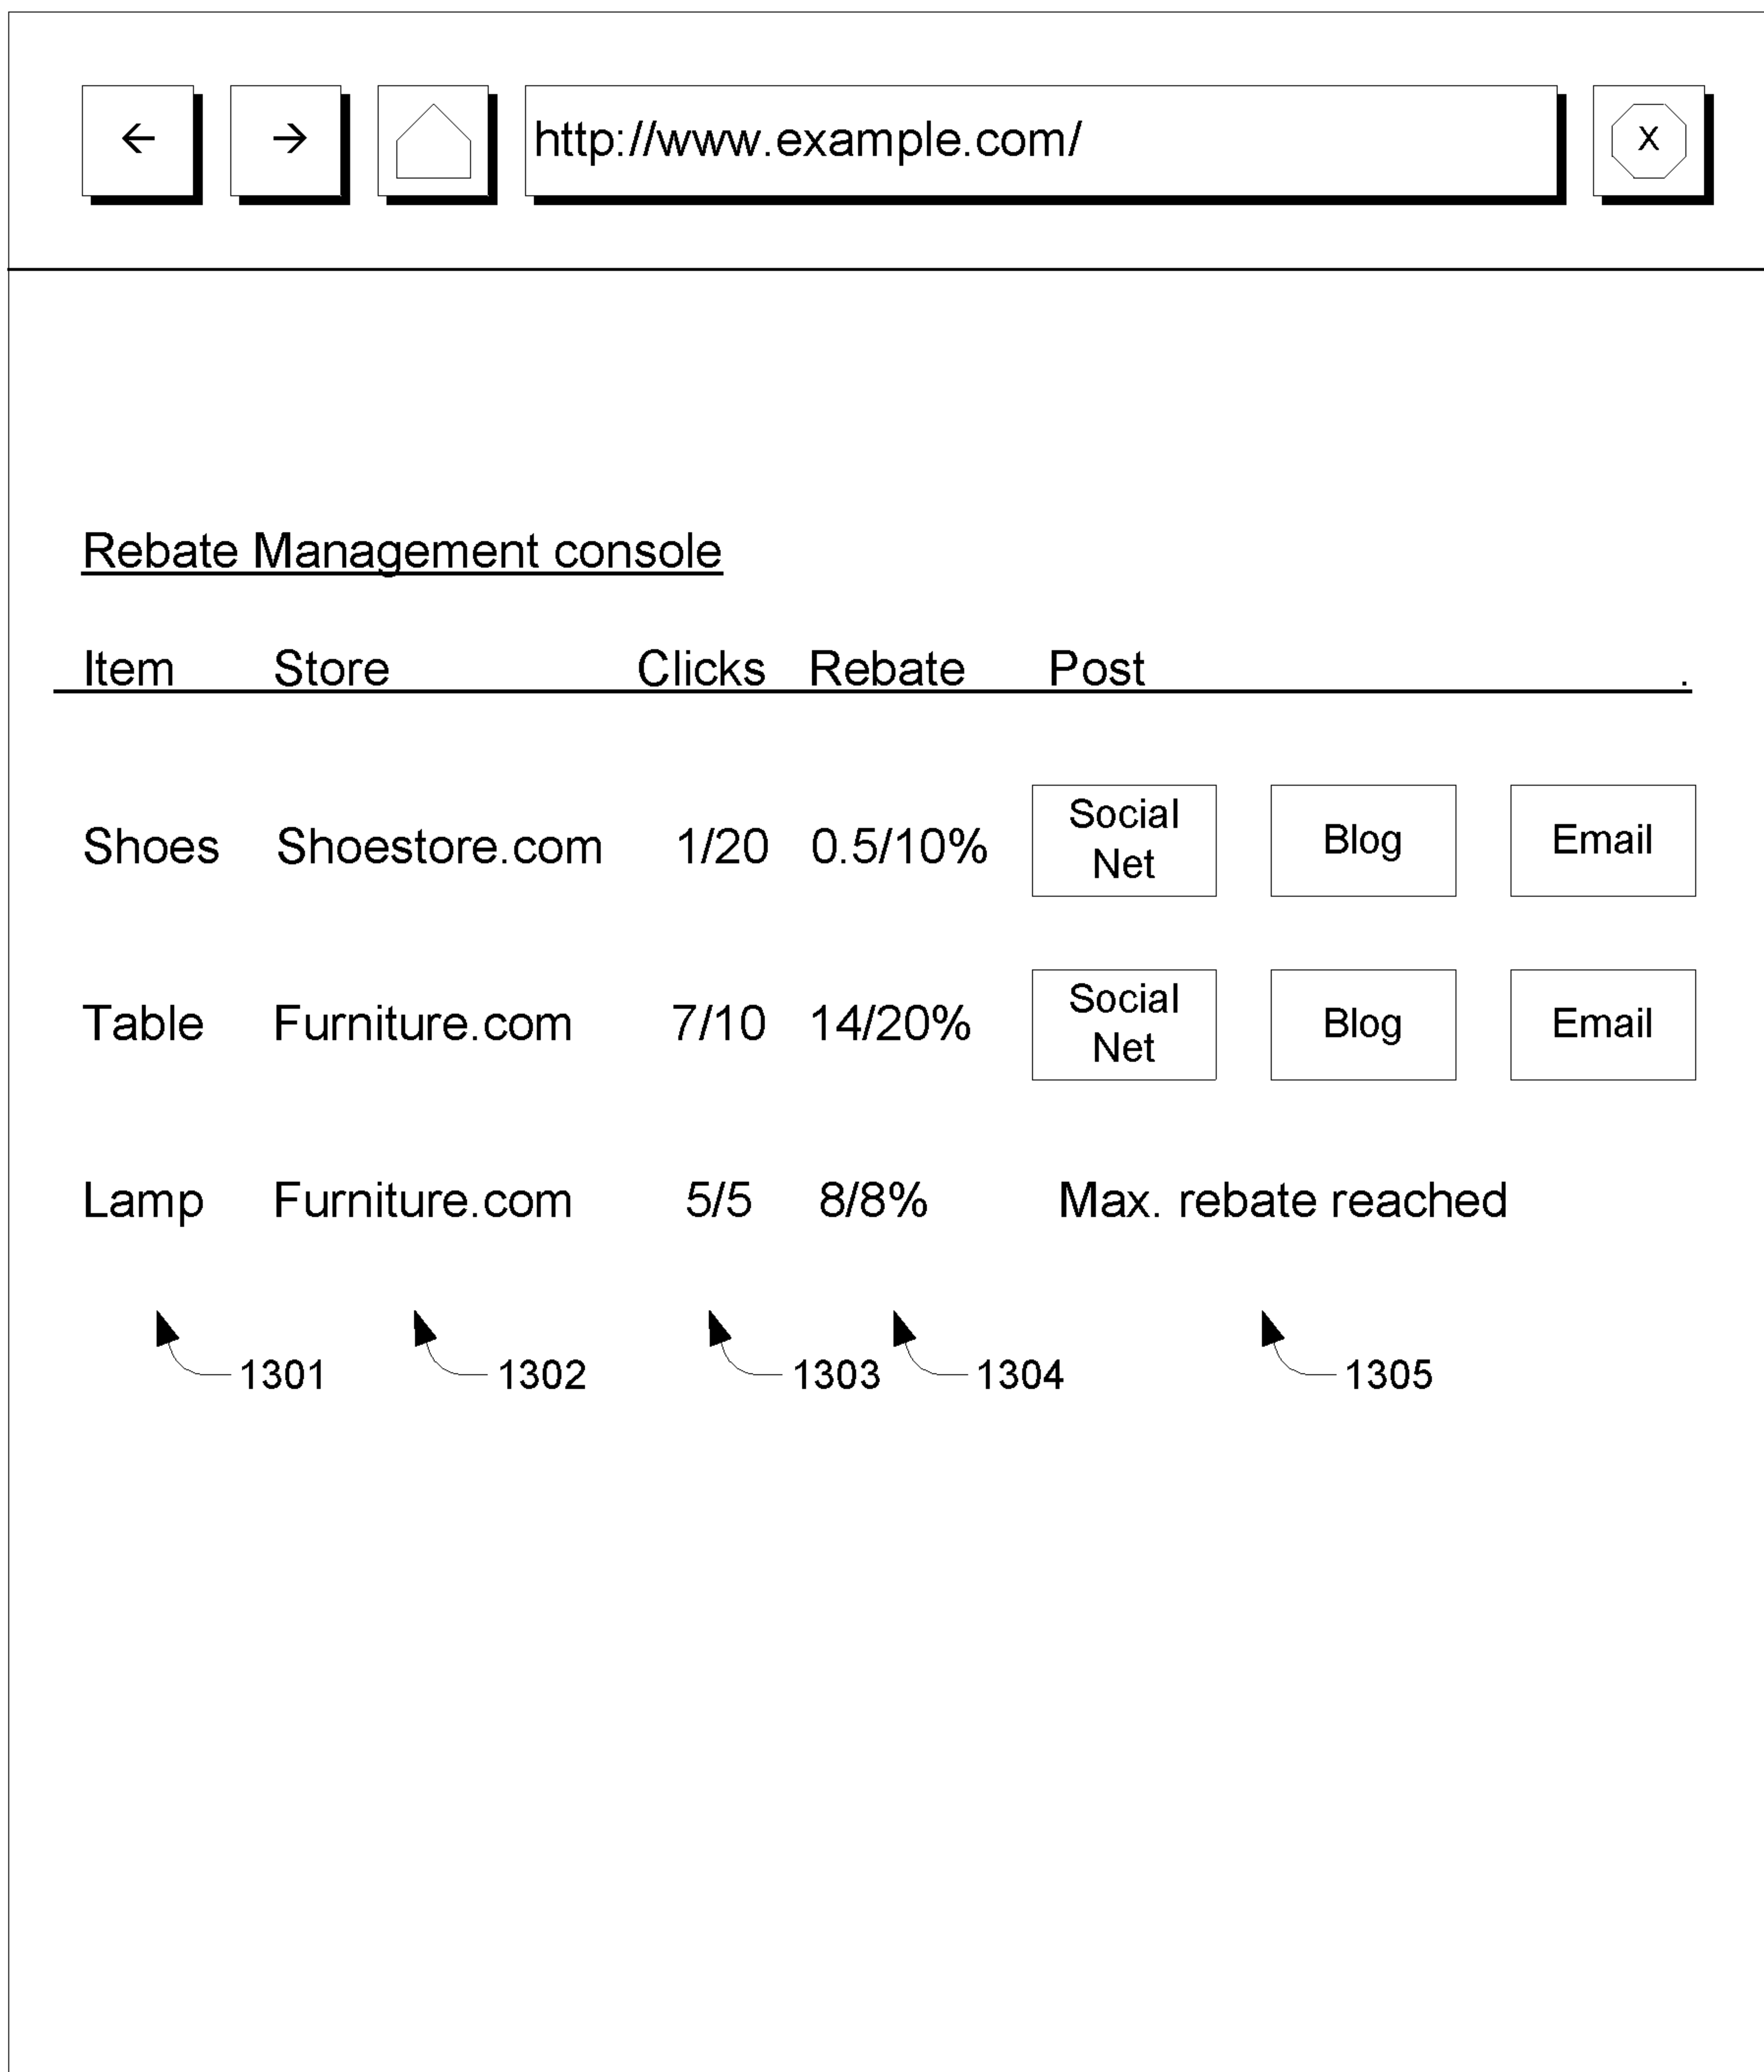 ← → http://www.example.com/ X
Rebate Management console
Item Store Clicks Rebate Post .
Shoes Shoestore.com 1/20 0.5/10% Social Net Blog Email
Table Furniture.com 7/10 14/20% Social Net Blog Email
Lamp Furniture.com 5/5 8/8% Max. rebate reached
1301 1302 1303 1304 1305